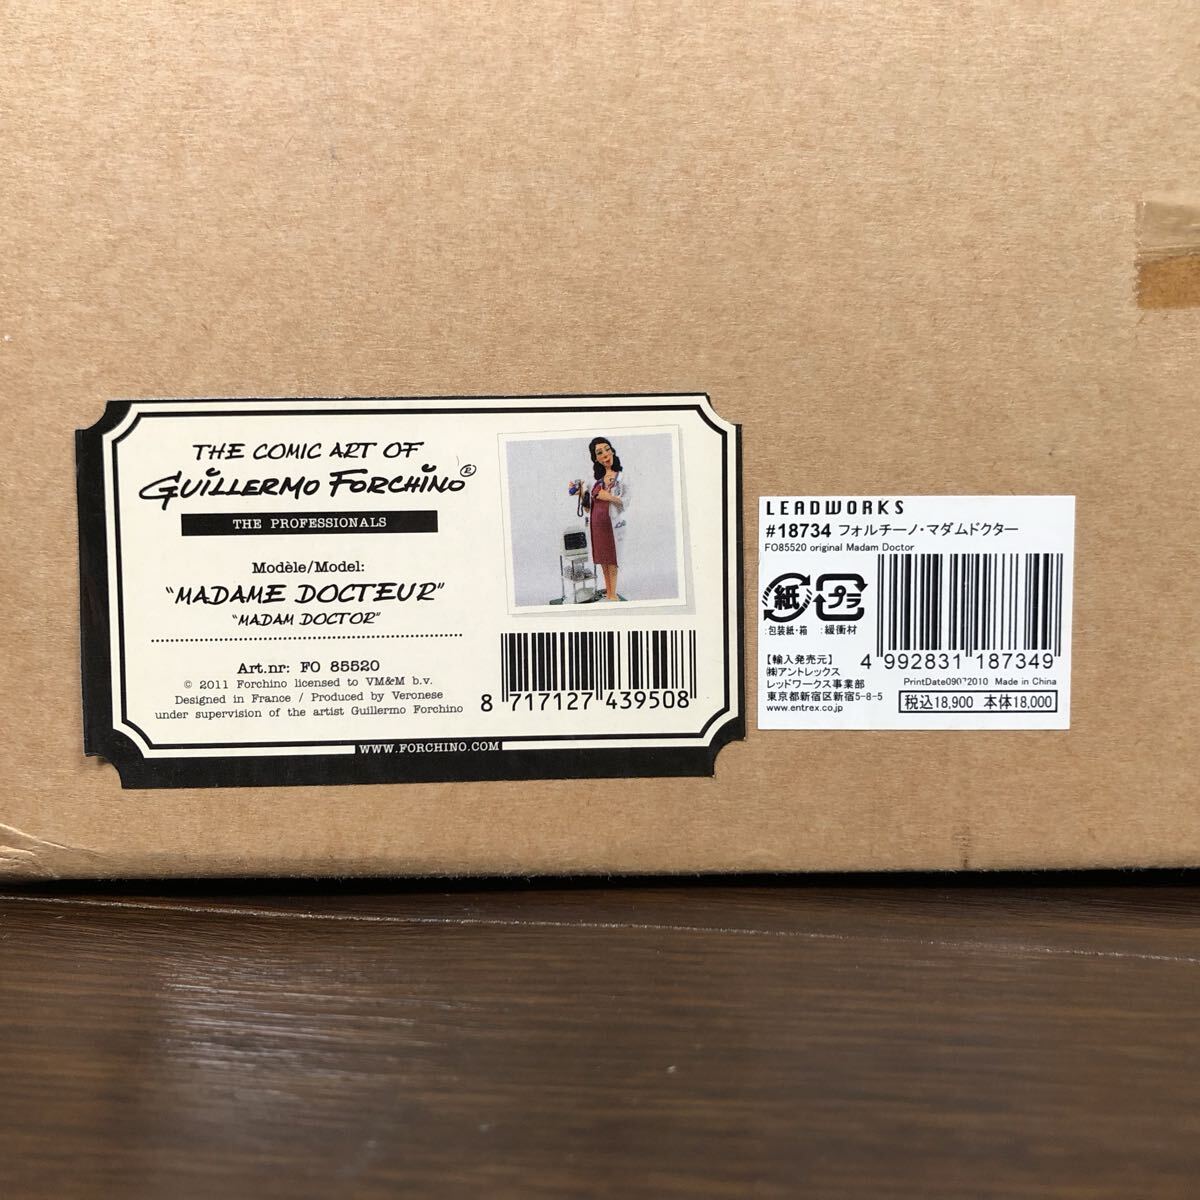 THE COMIC ART OF
GUILLERMO FORCHINO®
THE PROFESSIONALS
Modèle/Model:
"MADAME DOCTEUR"
"MADAM DOCTOR"
Art.nr: FO 85520
© 2011 Forchino licensed to VM&M b.v.
Designed in France / Produced by Veronese
under supervision of the artist Guillermo Forchino
8 717127 439508
WWW.FORCHINO.COM
LEADWORKS
#18734 フォルチーノ・マダムドクター
FO85520 original Madam Doctor
紙 プラ
:包装紙・箱 :緩衝材
4 992831 187349
【輸入発売元】
㈱アントレックス
レッドワークス事業部
東京都新宿区新宿5-8-5
www.entrex.co.jp
Made in China
税込18,900 本体18,000